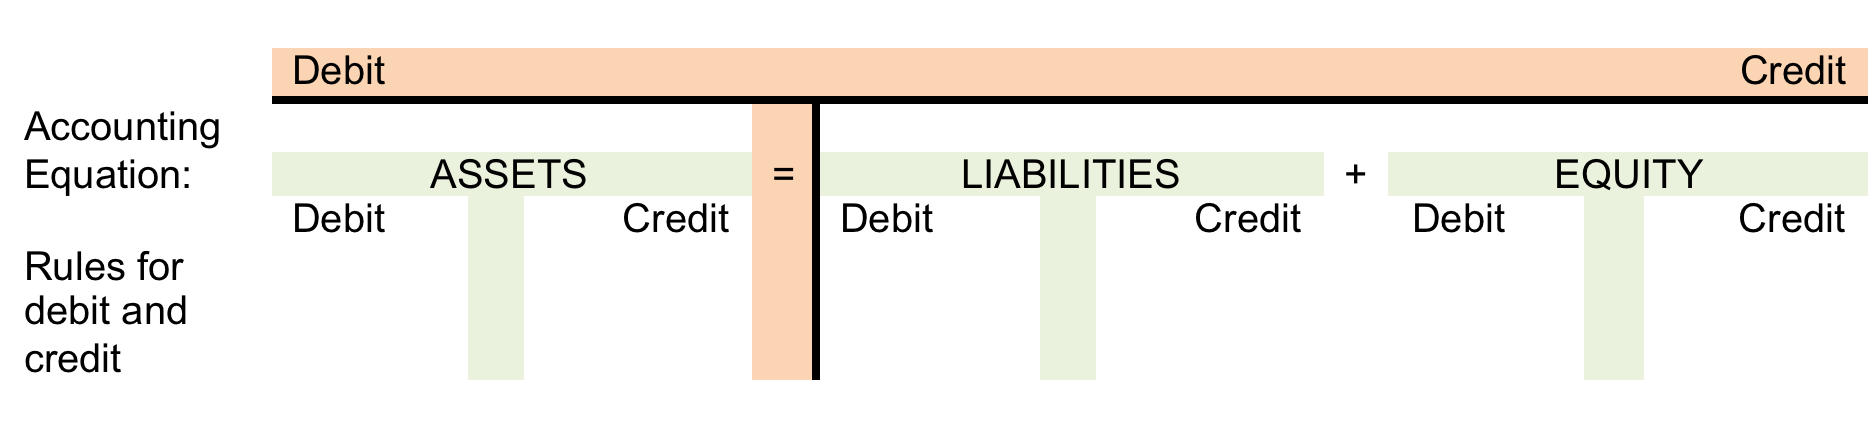 Debit Credit
Accounting
Equation: ASSETS = LIABILITIES + EQUITY
Debit Credit Debit Credit Debit Credit
Rules for
debit and
credit